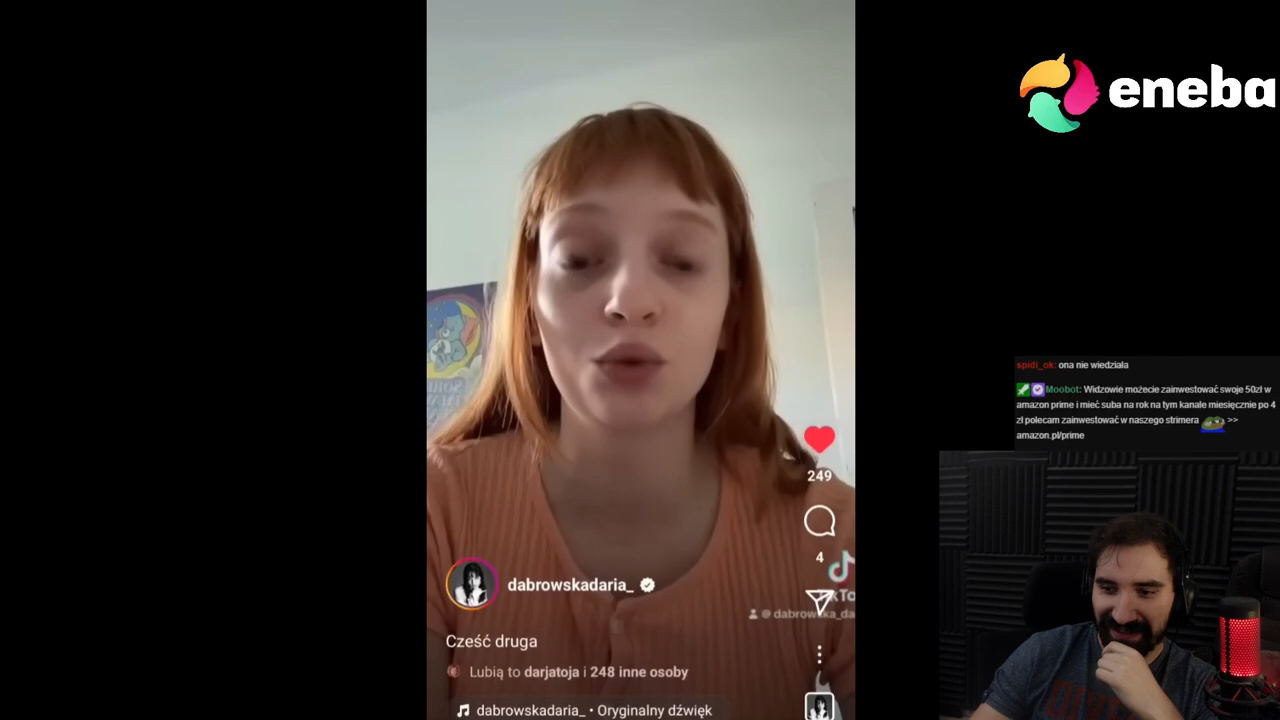 eneba
spidi_ok: ona nie wiedziała
Moobot: Widzowie możecie zainwestować swoje 50zł w
amazon prime i mieć suba na rok na tym kanale miesięcznie po 4
zł polecam zainwestować w naszego strimera >>
amazon.pl/prime
249
4
@dabrowska_da
dabrowskadaria_
Cześć druga
Lubią to darjatoja i 248 inne osoby
dabrowskadaria_ • Oryginalny dźwięk